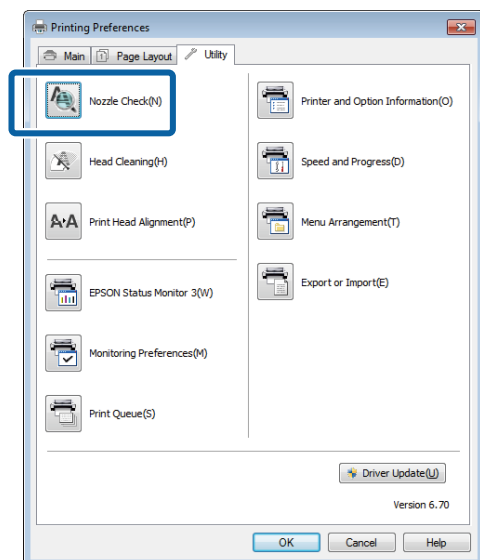 Printing Preferences
Main
Page Layout
Utility
Nozzle Check(N)
Head Cleaning(H)
Print Head Alignment(P)
EPSON Status Monitor 3(W)
Monitoring Preferences(M)
Print Queue(S)
Printer and Option Information(O)
Speed and Progress(D)
Menu Arrangement(T)
Export or Import(E)
Driver Update(U)
Version 6.70
OK
Cancel
Help